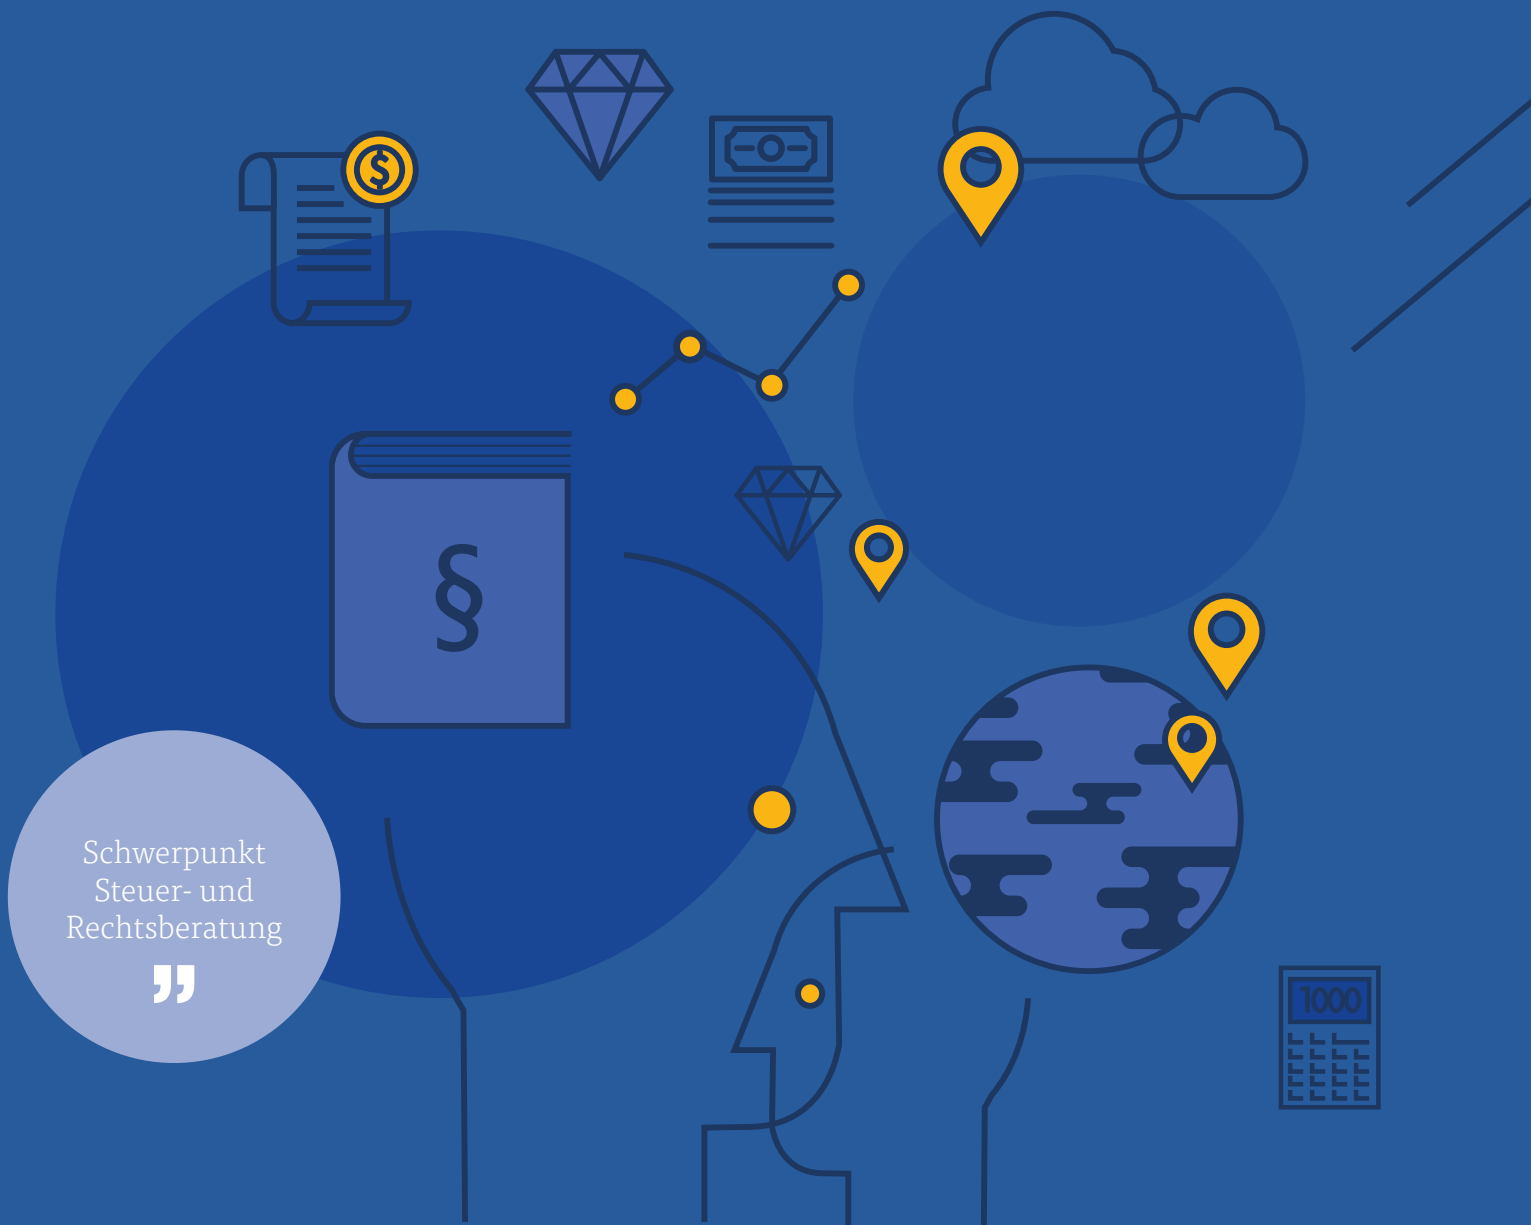 $
§
Schwerpunkt
Steuer- und
Rechtsberatung
”
1000